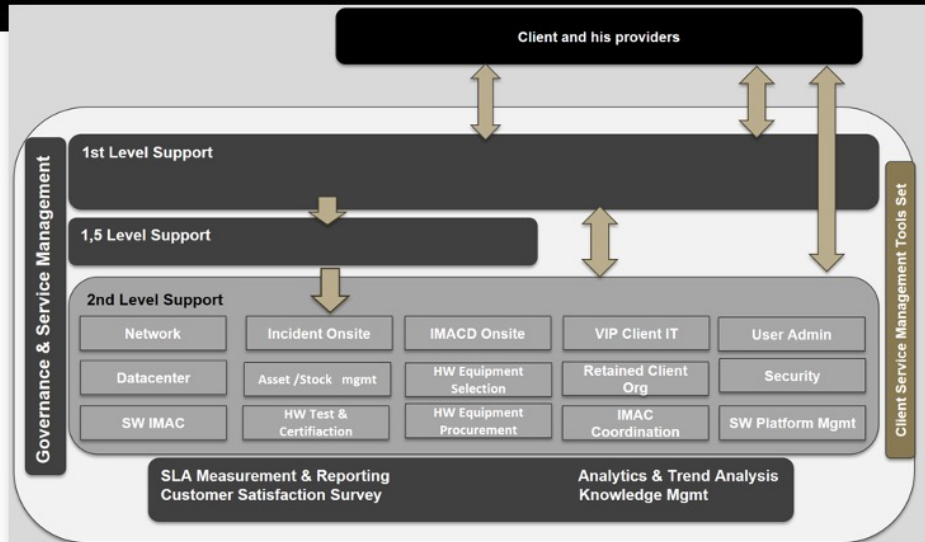 Client and his providers
Governance & Service Management
1st Level Support
1,5 Level Support
2nd Level Support
Network
Incident Onsite
IMACD Onsite
VIP Client IT
User Admin
Datacenter
Asset /Stock mgmt
HW Equipment
Selection
Retained Client
Org
Security
SW IMAC
HW Test &
Certifiaction
HW Equipment
Procurement
IMAC
Coordination
SW Platform Mgmt
SLA Measurement & Reporting
Customer Satisfaction Survey
Analytics & Trend Analysis
Knowledge Mgmt
Client Service Management Tools Set